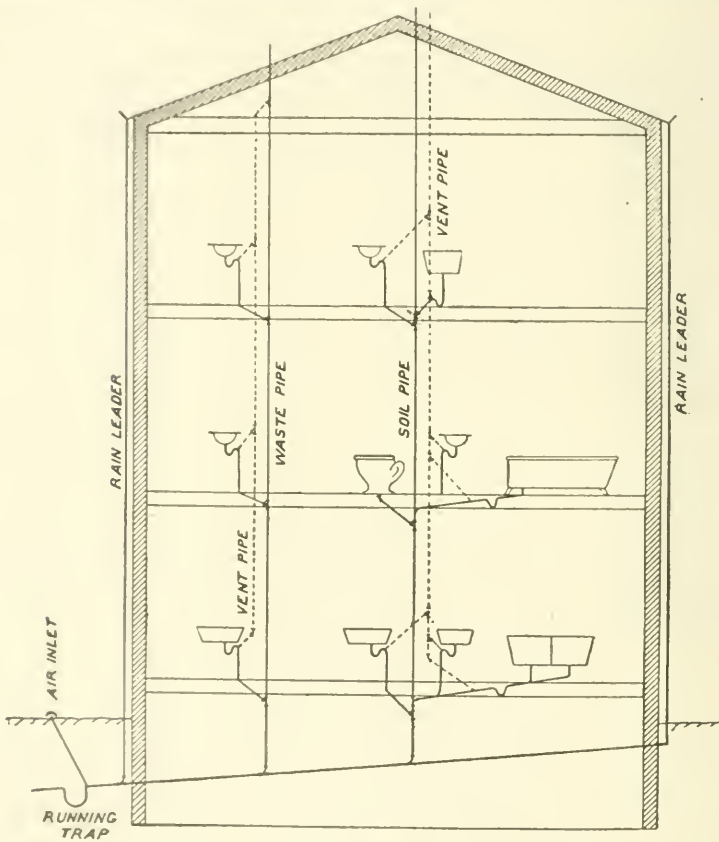 VENT PIPE
RAIN LEADER
WASTE PIPE
SOIL PIPE
RAIN LEADER
VENT PIPE
AIR INLET
RUNNING
TRAP